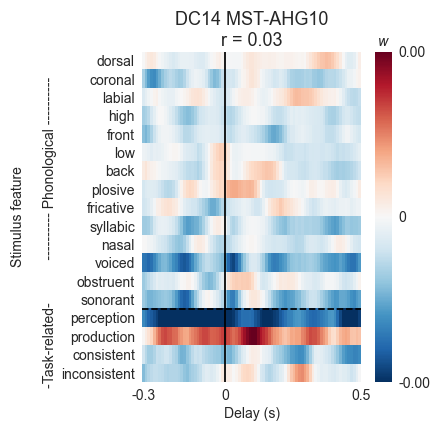 DC14 MST-AHG10
r = 0.03
w
Stimulus feature
---------- Phonological ----------
-Task-related-
dorsal
coronal
labial
high
front
low
back
plosive
fricative
syllabic
nasal
voiced
obstruent
sonorant
perception
production
consistent
inconsistent
0.00
0
-0.00
-0.3 0 0.5
Delay (s)